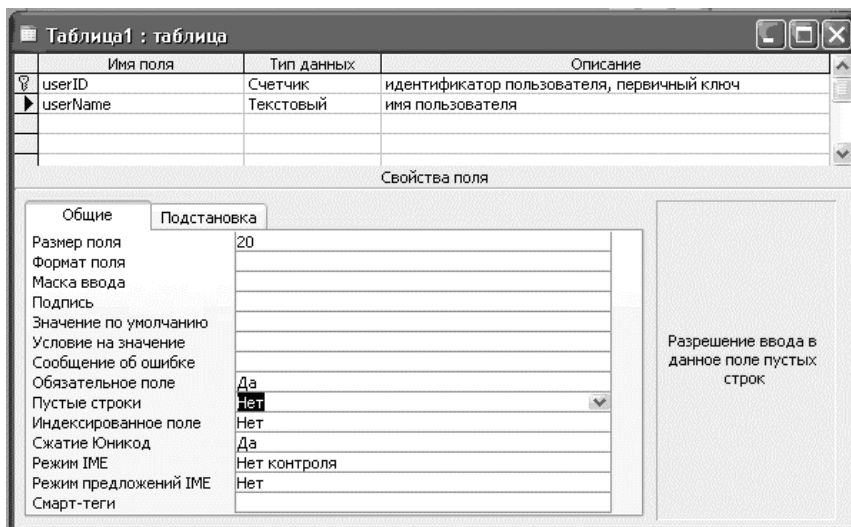 Таблица1 : таблица
Имя поля Тип данных Описание
userID Счетчик идентификатор пользователя, первичный ключ
userName Текстовый имя пользователя
Свойства поля
Общие Подстановка
Размер поля 20
Формат поля
Маска ввода
Подпись
Значение по умолчанию
Условие на значение
Сообщение об ошибке
Обязательное поле Да
Пустые строки Нет
Индексированное поле Нет
Сжатие Юникод Да
Режим IME Нет контроля
Режим предложений IME Нет
Смарт-теги
Разрешение ввода в
данное поле пустых
строк